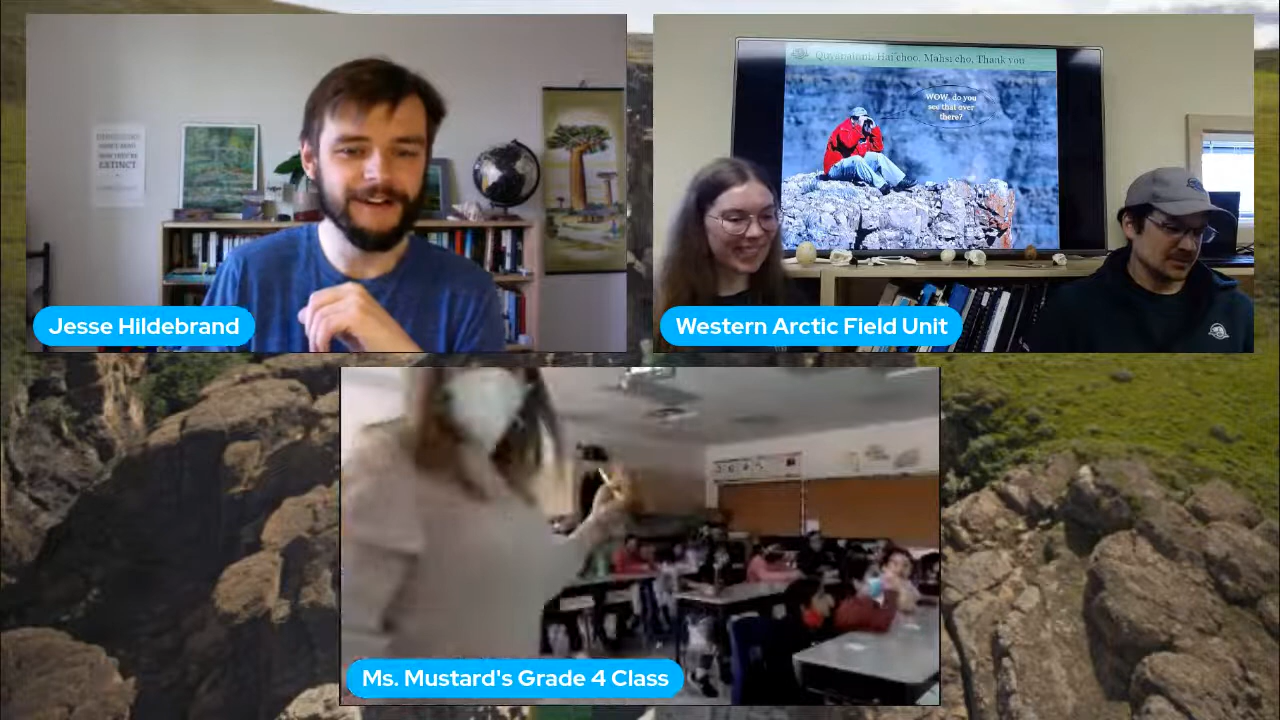 Quyanainni, Hai'choo, Mahsi cho, Thank you
WOW, do you
see that over
there?
EXTINCT
Jesse Hildebrand
Western Arctic Field Unit
Ms. Mustard's Grade 4 Class